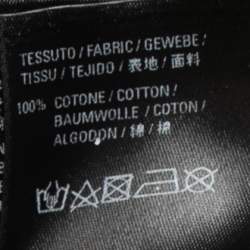 TESSUTO / FABRIC / GEWEBE /
TISSU / TEJIDO / 表地 / 面料
100% COTONE / COTTON /
BAUMWOLLE / COTON /
ALGODON / 綿 / 棉